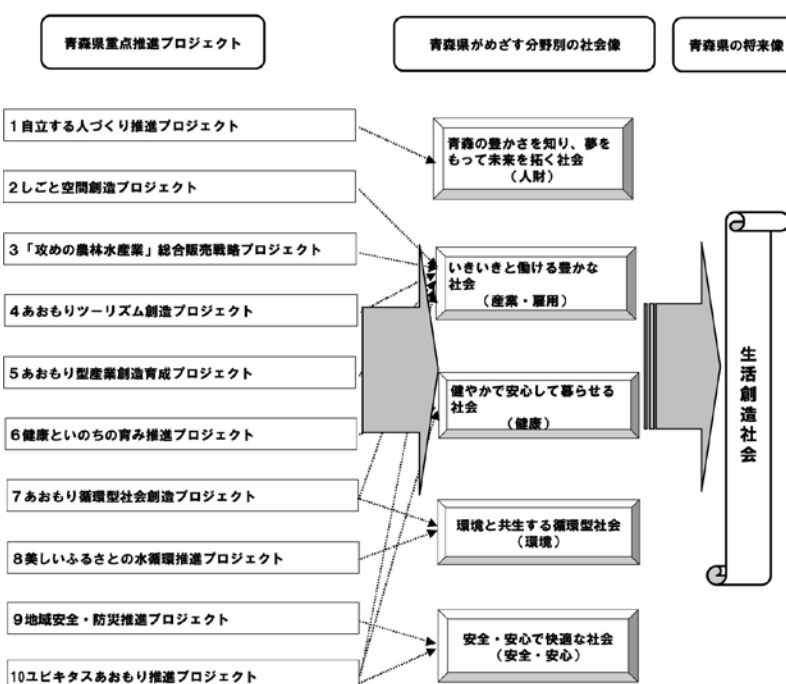 青森県重点推進プロジェクト
青森県がめざす分野別の社会像
青森県の将来像
1自立する人づくり推進プロジェクト
2しごと空間創造プロジェクト
3「攻めの農林水産業」総合販売戦略プロジェクト
4あおもりツーリズム創造プロジェクト
5あおもり型産業創造育成プロジェクト
6健康といのちの育み推進プロジェクト
7あおもり循環型社会創造プロジェクト
8美しいふるさとの水循環推進プロジェクト
9地域安全・防災推進プロジェクト
10ユビキタスあおもり推進プロジェクト
青森の豊かさを知り、夢を
もって未来を拓く社会
(人財)
いきいきと働ける豊かな
社会
(産業・雇用)
健やかで安心して暮らせる
社会
(健康)
環境と共生する循環型社会
(環境)
安全・安心で快適な社会
(安全・安心)
生活創造社会